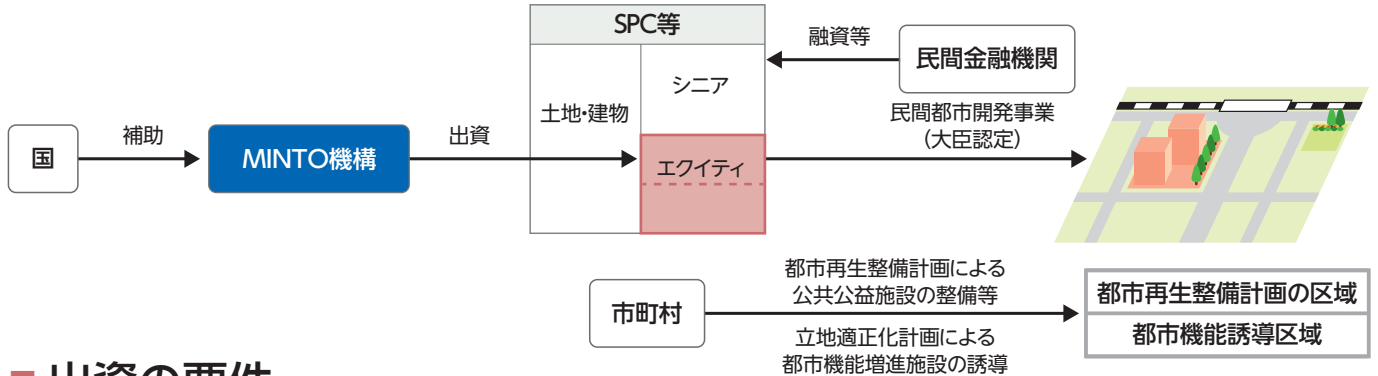 SPC等
土地・建物
シニア
エクイティ
融資等
民間金融機関
国
補助
MINTO機構
出資
民間都市開発事業
(大臣認定)
市町村
都市再生整備計画による
公共公益施設の整備等
立地適正化計画による
都市機能増進施設の誘導
都市再生整備計画の区域
都市機能誘導区域
出資の要件